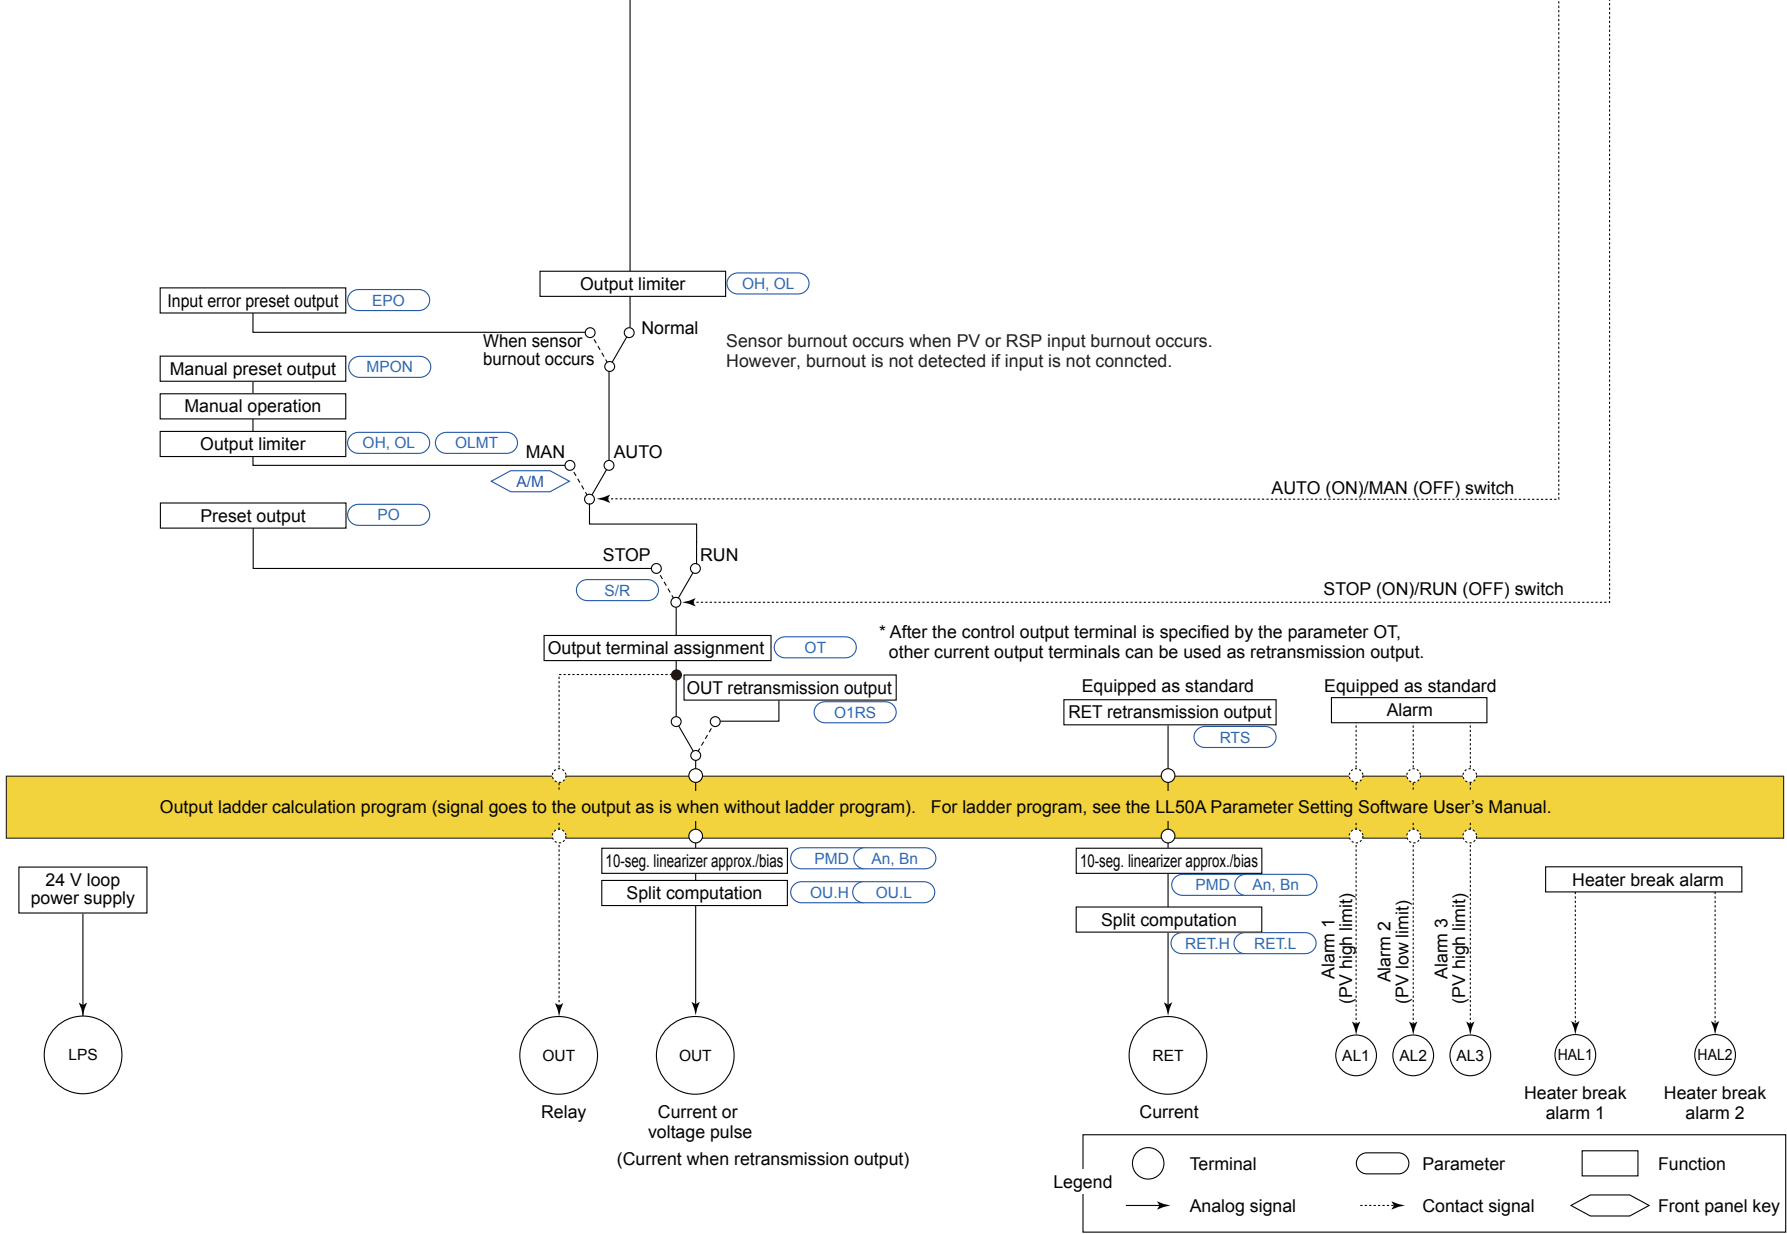 Output limiter
OH, OL
Input error preset output
EPO
Normal
When sensor
burnout occurs
Sensor burnout occurs when PV or RSP input burnout occurs.
However, burnout is not detected if input is not conncted.
Manual preset output
MPON
Manual operation
Output limiter
OH, OL
OLMT
MAN
AUTO
A/M
AUTO (ON)/MAN (OFF) switch
Preset output
PO
STOP
RUN
S/R
STOP (ON)/RUN (OFF) switch
Output terminal assignment
OT
* After the control output terminal is specified by the parameter OT,
other current output terminals can be used as retransmission output.
OUT retransmission output
O1RS
Equipped as standard
RET retransmission output
RTS
Equipped as standard
Alarm
Output ladder calculation program (signal goes to the output as is when without ladder program). For ladder program, see the LL50A Parameter Setting Software User's Manual.
24 V loop
power supply
10-seg. linearizer approx./bias
PMD
An, Bn
Split computation
OU.H
OU.L
10-seg. linearizer approx./bias
PMD
An, Bn
Split computation
RET.H
RET.L
Alarm 1
(PV high limit)
Alarm 2
(PV low limit)
Alarm 3
(PV high limit)
Heater break alarm
LPS
OUT
OUT
RET
AL1
AL2
AL3
HAL1
HAL2
Relay
Current or
voltage pulse
(Current when retransmission output)
Current
Heater break
alarm 1
Heater break
alarm 2
Legend
Terminal
Parameter
Function
Analog signal
Contact signal
Front panel key